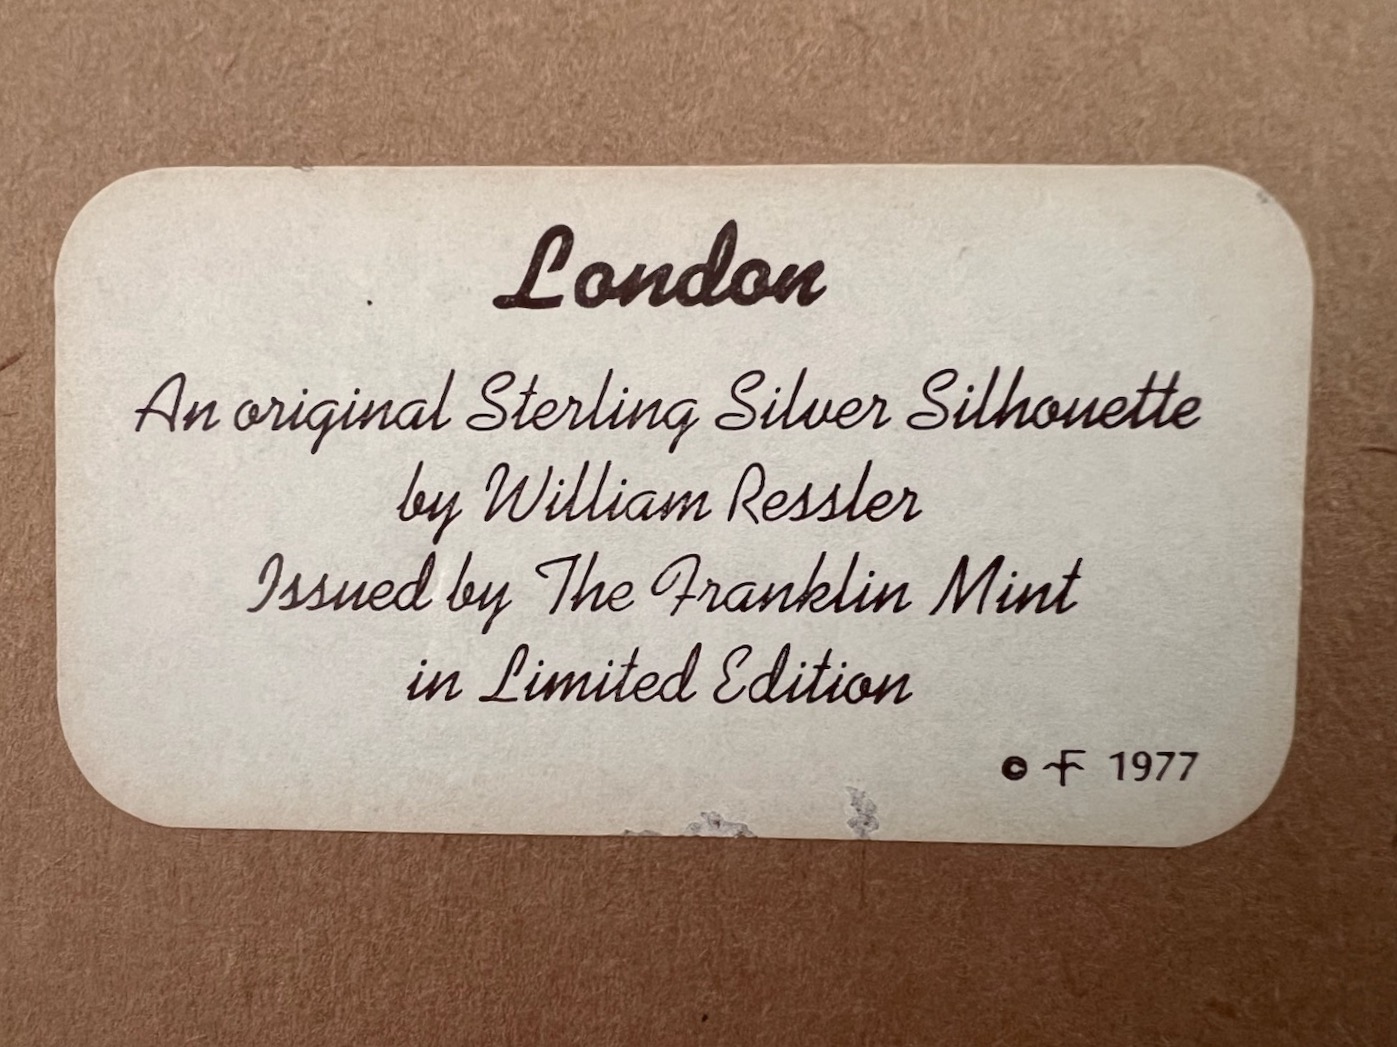 London
An original Sterling Silver Silhouette
by William Ressler
Issued by The Franklin Mint
in Limited Edition
© F 1977